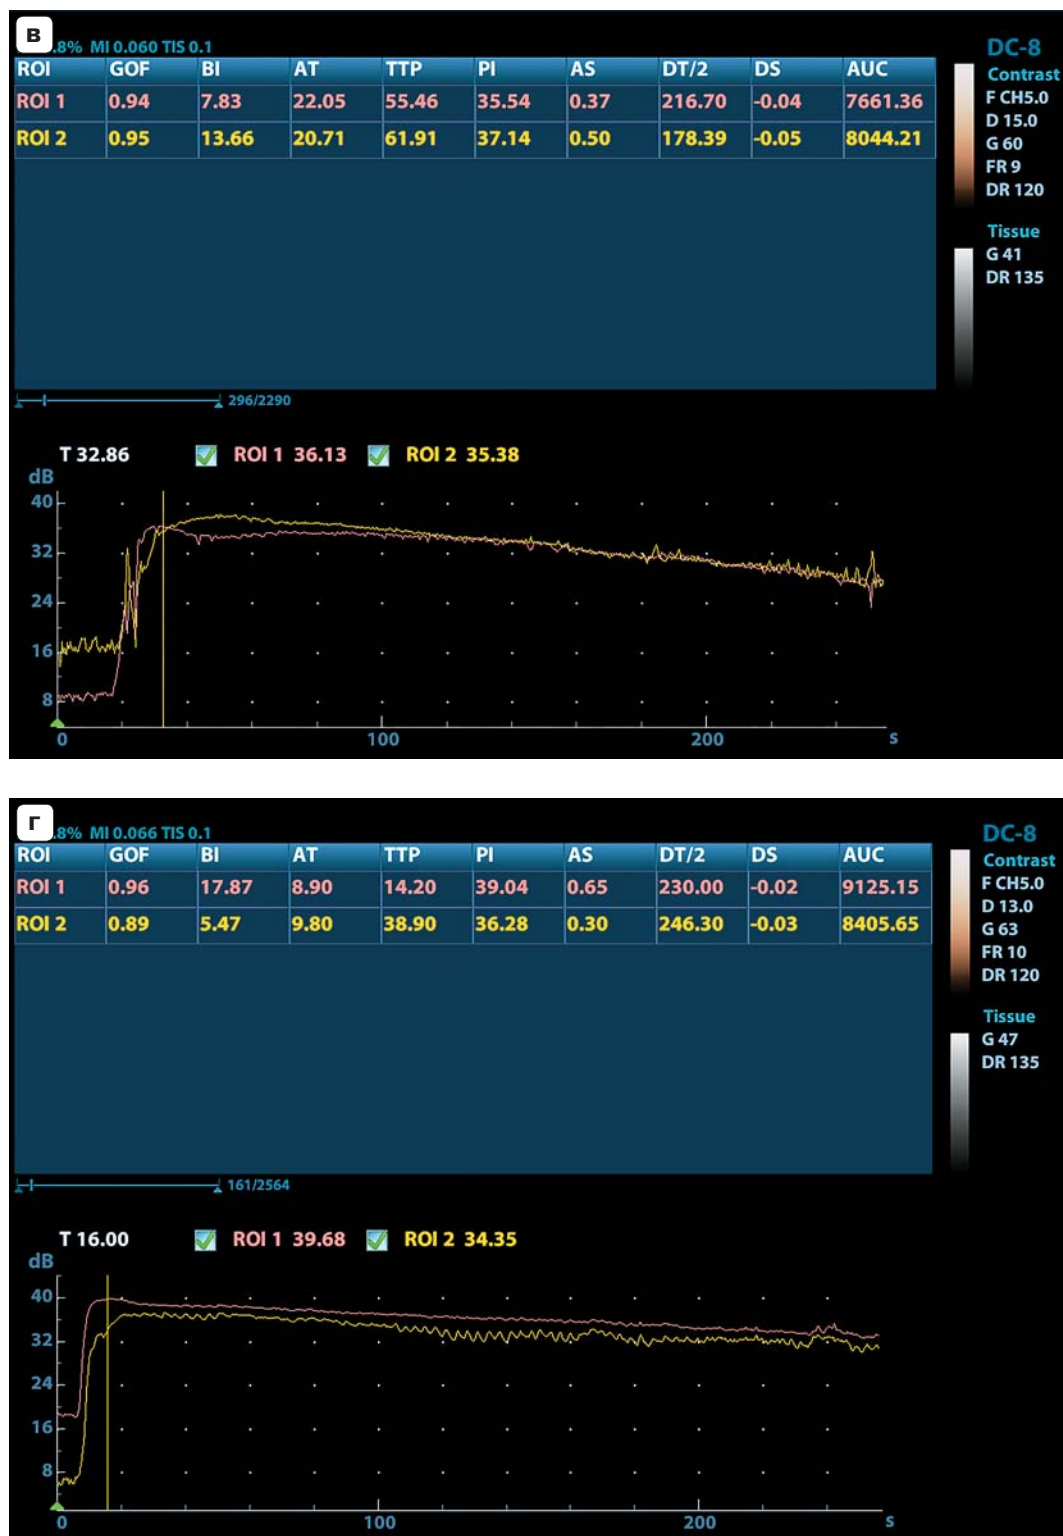 в
.8% MI 0.060 TIS 0.1
DC-8
ROI GOF BI AT TTP PI AS DT/2 DS AUC
ROI 1 0.94 7.83 22.05 55.46 35.54 0.37 216.70 -0.04 7661.36
ROI 2 0.95 13.66 20.71 61.91 37.14 0.50 178.39 -0.05 8044.21
Contrast
F CH5.0
D 15.0
G 60
FR 9
DR 120
Tissue
G 41
DR 135
296/2290
T 32.86 ROI 1 36.13 ROI 2 35.38
dB
40
32
24
16
8
0 100 200 s
г
.8% MI 0.066 TIS 0.1
DC-8
ROI GOF BI AT TTP PI AS DT/2 DS AUC
ROI 1 0.96 17.87 8.90 14.20 39.04 0.65 230.00 -0.02 9125.15
ROI 2 0.89 5.47 9.80 38.90 36.28 0.30 246.30 -0.03 8405.65
Contrast
F CH5.0
D 13.0
G 63
FR 10
DR 120
Tissue
G 47
DR 135
161/2564
T 16.00 ROI 1 39.68 ROI 2 34.35
dB
40
32
24
16
8
0 100 200 s